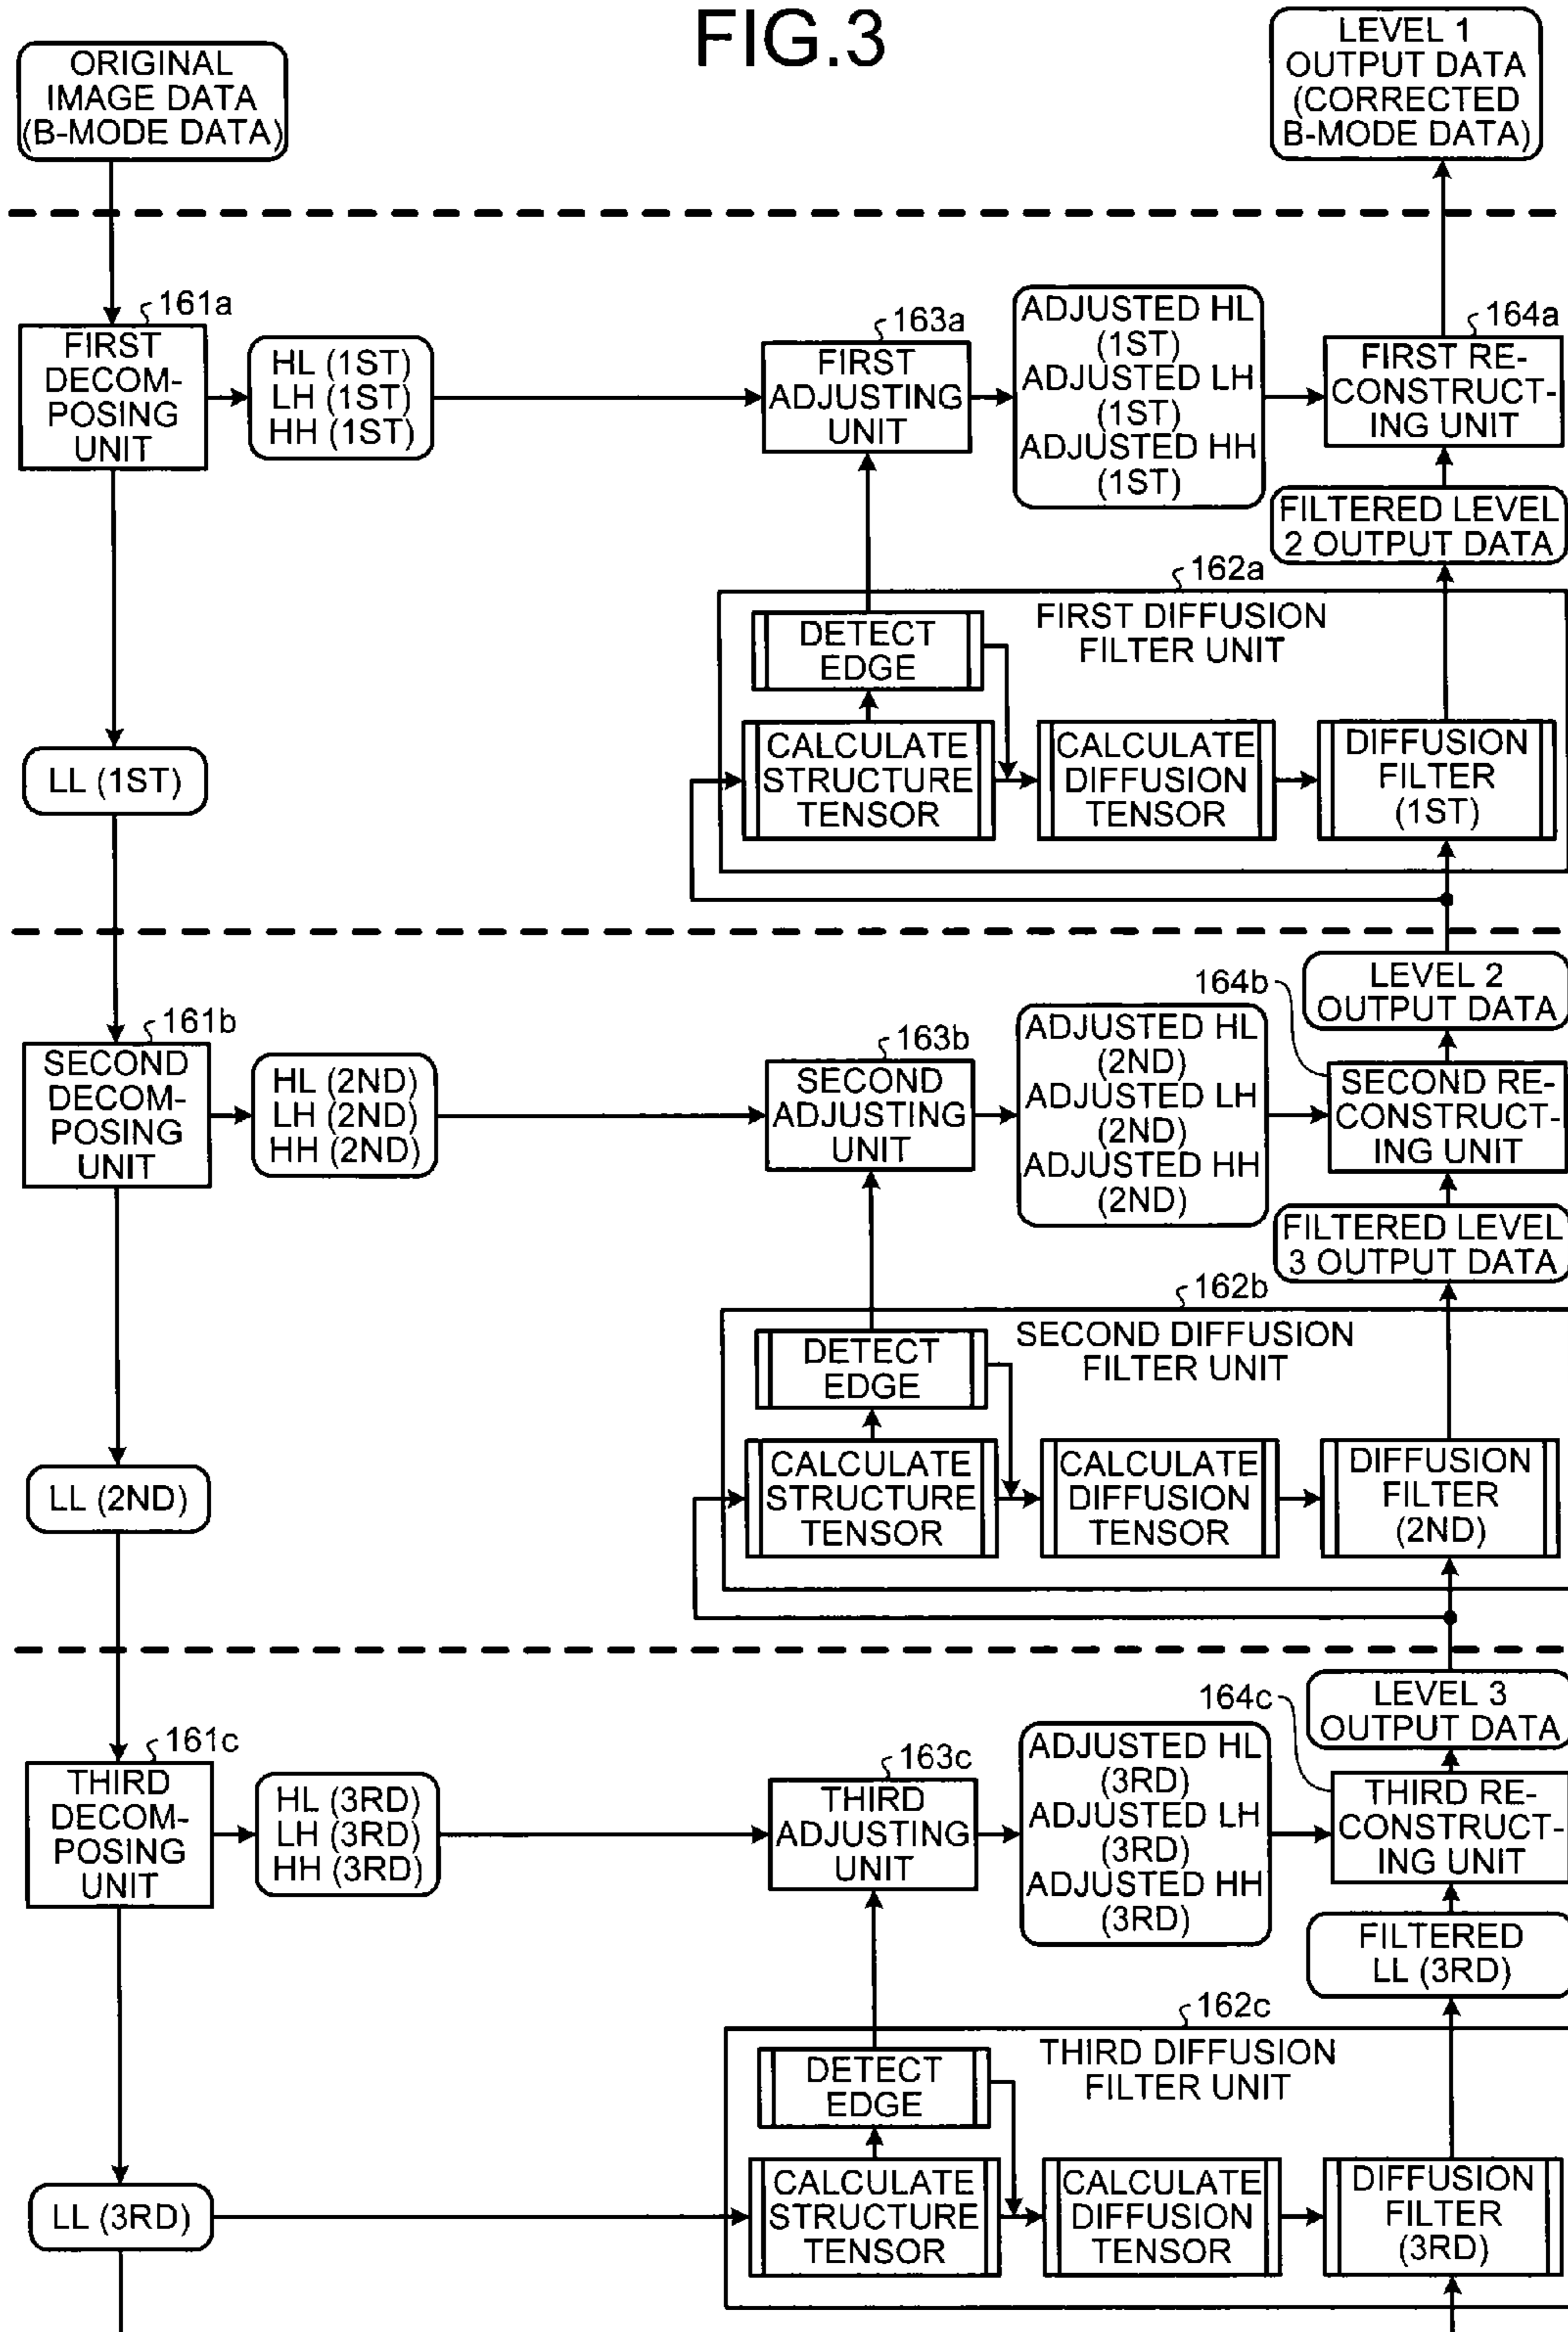 FIG.3
ORIGINAL
IMAGE DATA
(B-MODE DATA)
LEVEL 1
OUTPUT DATA
(CORRECTED
B-MODE DATA)
161a
FIRST
DECOM-
POSING
UNIT
HL (1ST)
LH (1ST)
HH (1ST)
163a
FIRST
ADJUSTING
UNIT
ADJUSTED HL
(1ST)
ADJUSTED LH
(1ST)
ADJUSTED HH
(1ST)
164a
FIRST RE-
CONSTRUCT-
ING UNIT
FILTERED LEVEL
2 OUTPUT DATA
162a
FIRST DIFFUSION
FILTER UNIT
DETECT
EDGE
CALCULATE
STRUCTURE
TENSOR
CALCULATE
DIFFUSION
TENSOR
DIFFUSION
FILTER
(1ST)
LL (1ST)
LEVEL 2
OUTPUT DATA
161b
SECOND
DECOM-
POSING
UNIT
HL (2ND)
LH (2ND)
HH (2ND)
163b
SECOND
ADJUSTING
UNIT
ADJUSTED HL
(2ND)
ADJUSTED LH
(2ND)
ADJUSTED HH
(2ND)
164b
SECOND RE-
CONSTRUCT-
ING UNIT
FILTERED LEVEL
3 OUTPUT DATA
162b
SECOND DIFFUSION
FILTER UNIT
DETECT
EDGE
CALCULATE
STRUCTURE
TENSOR
CALCULATE
DIFFUSION
TENSOR
DIFFUSION
FILTER
(2ND)
LL (2ND)
LEVEL 3
OUTPUT DATA
161c
THIRD
DECOM-
POSING
UNIT
HL (3RD)
LH (3RD)
HH (3RD)
163c
THIRD
ADJUSTING
UNIT
ADJUSTED HL
(3RD)
ADJUSTED LH
(3RD)
ADJUSTED HH
(3RD)
164c
THIRD RE-
CONSTRUCT-
ING UNIT
FILTERED
LL (3RD)
162c
THIRD DIFFUSION
FILTER UNIT
DETECT
EDGE
CALCULATE
STRUCTURE
TENSOR
CALCULATE
DIFFUSION
TENSOR
DIFFUSION
FILTER
(3RD)
LL (3RD)